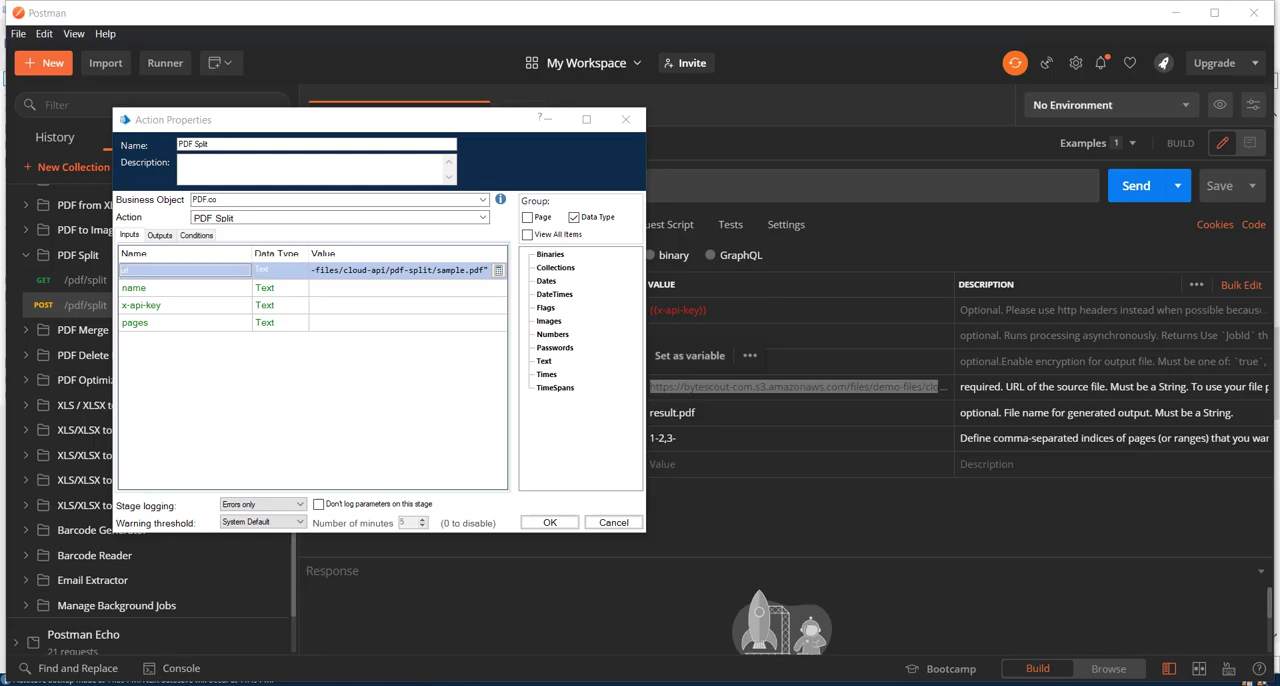 Postman
File Edit View Help
New Import Runner My Workspace Invite Upgrade
Filter
No Environment
History
Examples 1 BUILD
+ New Collection
Send Save
PDF from
Request Script Tests Settings Cookies Code
PDF to Imag
binary GraphQL
PDF Split
VALUE DESCRIPTION ••• Bulk Edit
GET /pdf/split
{{x-api-key}} Optional. Please use http headers instead when possible because
POST /pdf/split
optional. Runs processing asynchronously. Returns Use `JobId` th
PDF Merge
Set as variable ••• optional.Enable encryption for output file. Must be one of: `true`,
PDF Delete
https://bytescout-com.s3.amazonaws.com/files/demo-files/clo... required. URL of the source file. Must be a String. To use your file
PDF Optimi
result.pdf optional. File name for generated output. Must be a String.
XLS / XLSX to
1-2,3- Define comma-separated indices of pages (or ranges) that you wan
XLS/XLSX to
Value Description
XLS/XLSX to
XLS/XLSX to
XLS/XLSX to
Barcode Genera
Barcode Reader
Email Extractor
Manage Background Jobs
Postman Echo
21 requests
Response
Find and Replace Console Bootcamp Build Browse
Action Properties
Name: PDF Split
Description:
Business Object PDF.co
Action PDF Split
Inputs Outputs Conditions
Name Data Type Value
url Text -files/cloud-api/pdf-split/sample.pdf"
name Text
x-api-key Text
pages Text
Group:
Page Data Type
View All Items
Binaries
Collections
Dates
DateTimes
Flags
Images
Numbers
Passwords
Text
Times
TimeSpans
Stage logging: Errors only Don't log parameters on this stage
Warning threshold: System Default Number of minutes 5 (0 to disable)
OK Cancel